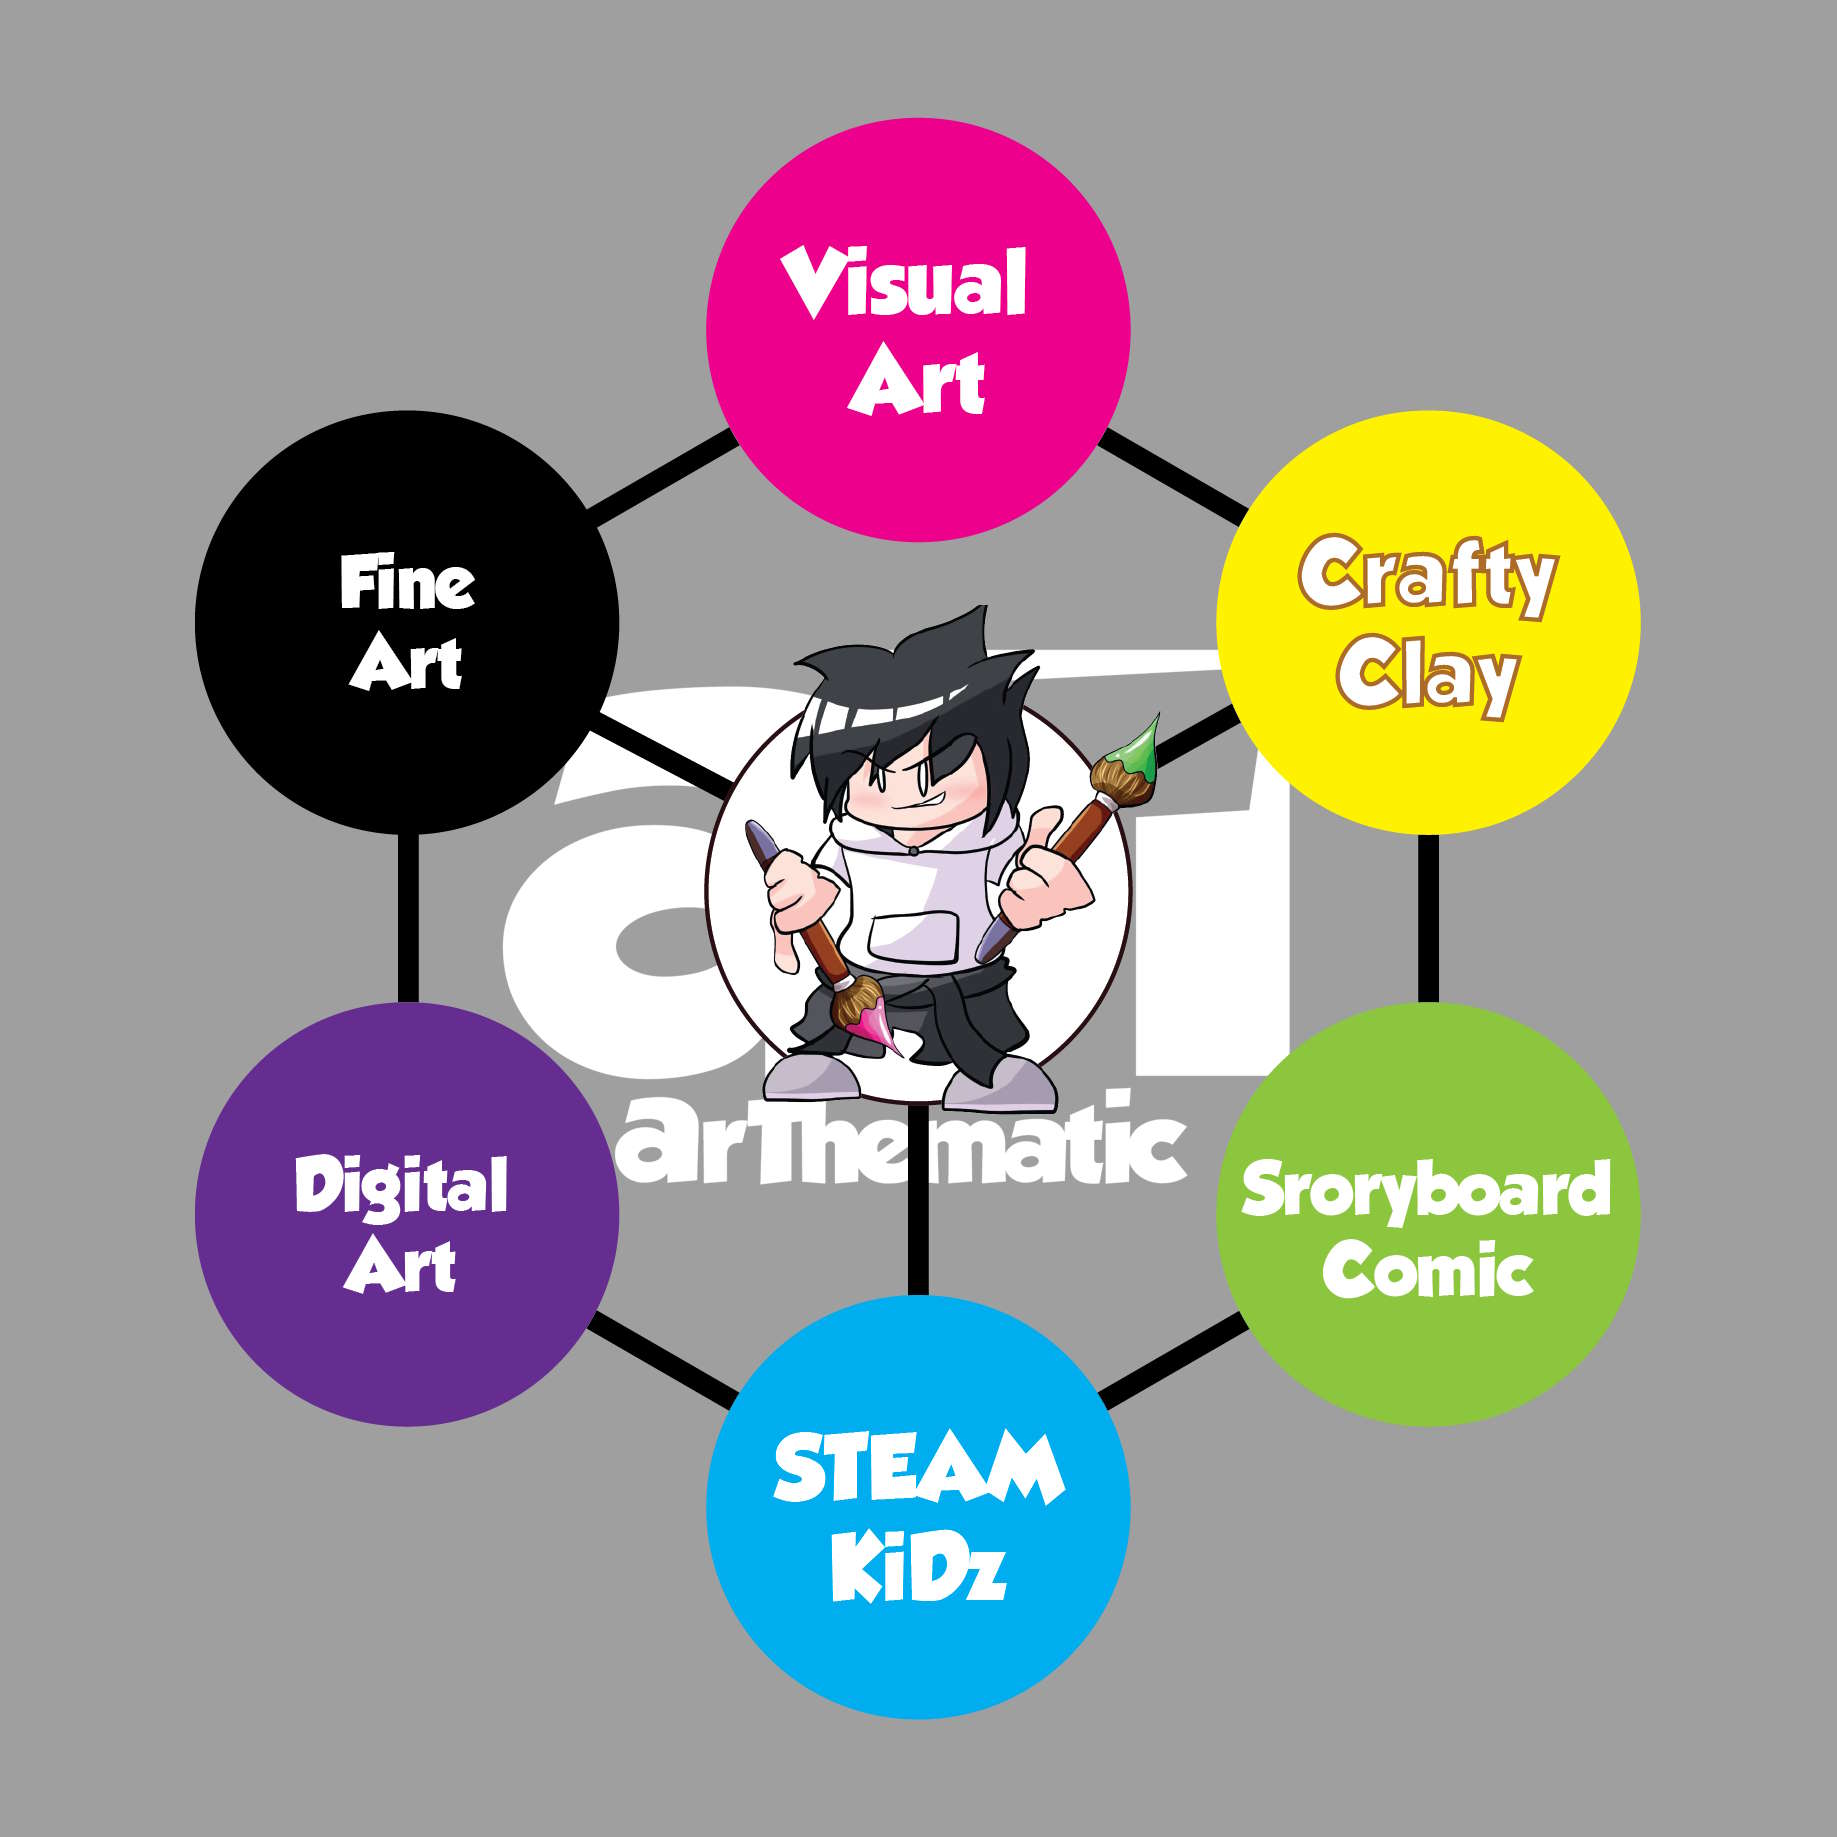 Visual
Art
Fine
Art
Crafty
Clay
arThematic
Digital
Art
Sroryboard
Comic
STEAM
KiDz